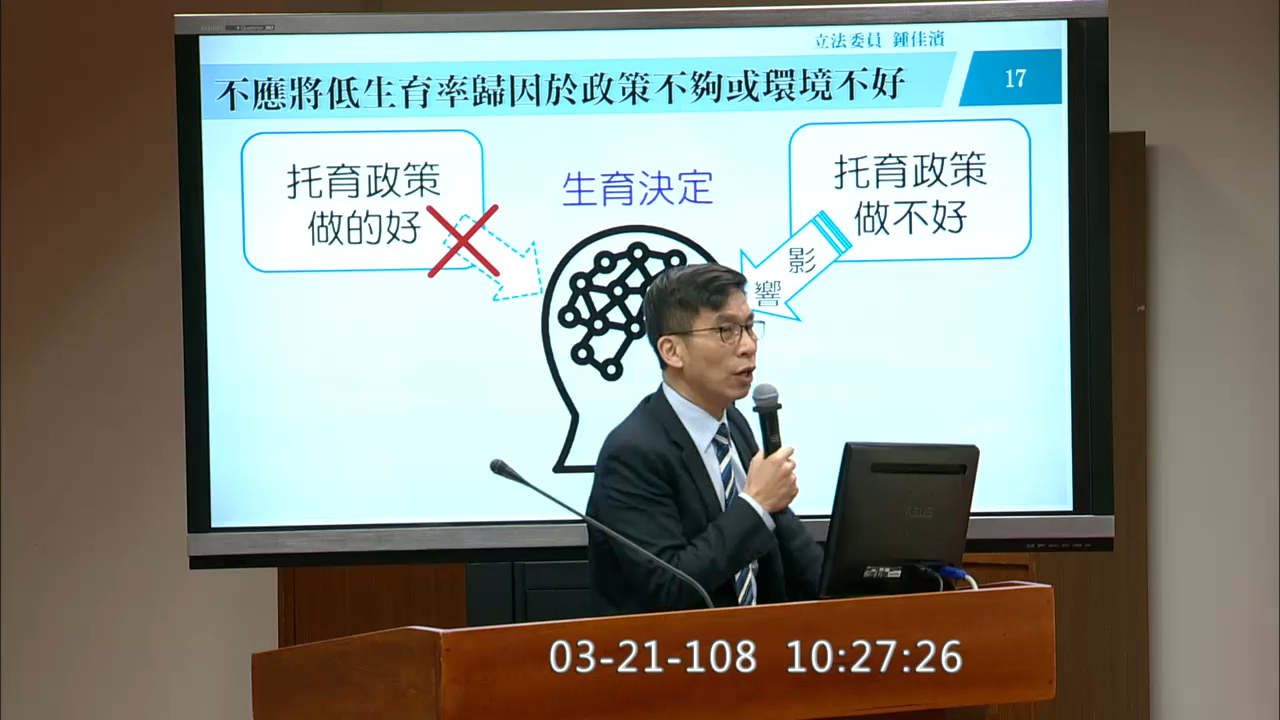 立法委員 鍾佳濱
不應將低生育率歸因於政策不夠或環境不好
17
托育政策
做的好
生育決定
托育政策
做不好
影
響
03-21-108 10:27:26